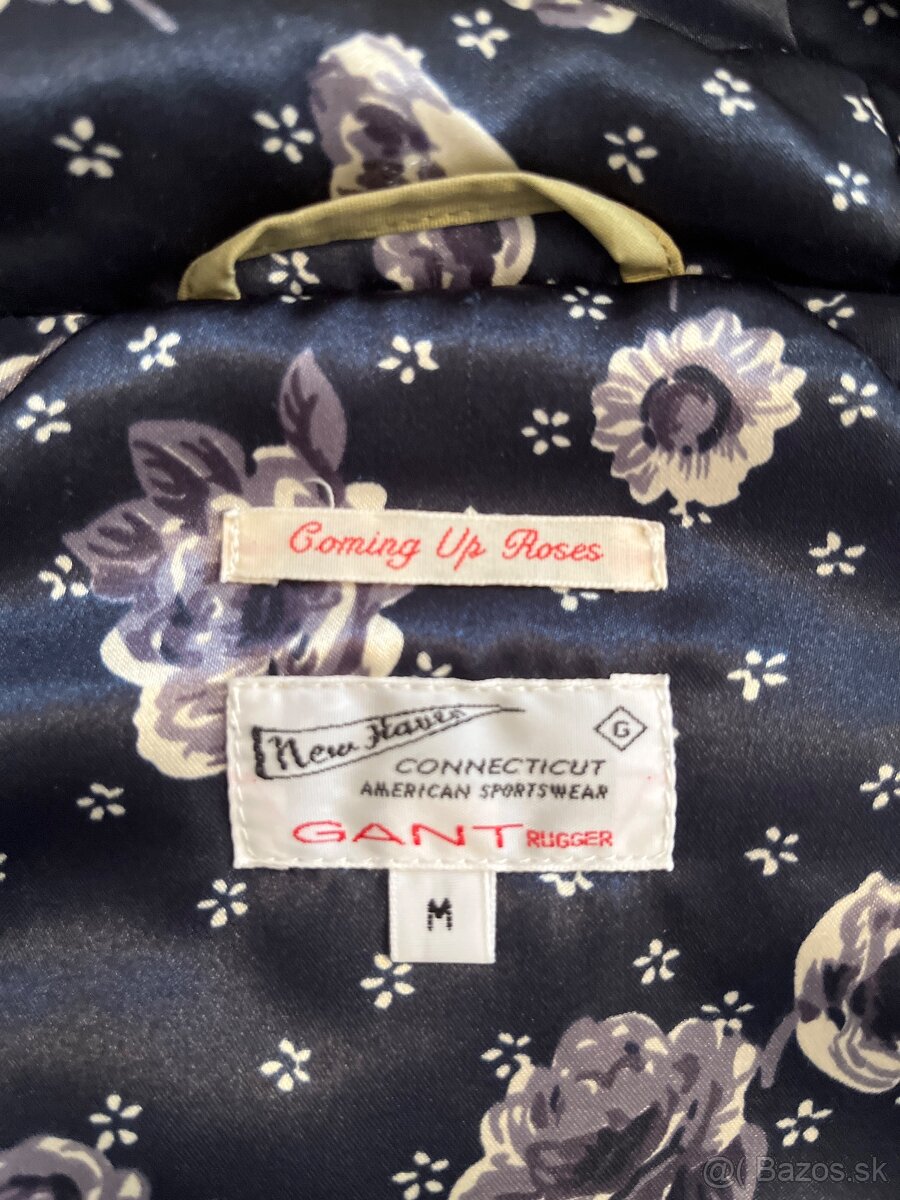 Coming Up Roses
New Haven
G
CONNECTICUT
AMERICAN SPORTSWEAR
GANT RUGGER
M
@( Bazos.sk